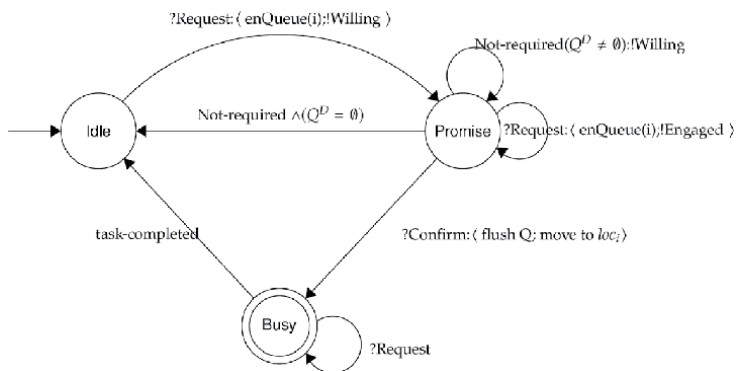 ?Request:⟨ enQueue(i);!Willing ⟩
Not-required(Q^D ≠ ∅):!Willing
Not-required ∧(Q^D = ∅)
Idle
Promise
?Request:⟨ enQueue(i);!Engaged ⟩
task-completed
?Confirm:⟨ flush Q; move to loc_i⟩
Busy
?Request